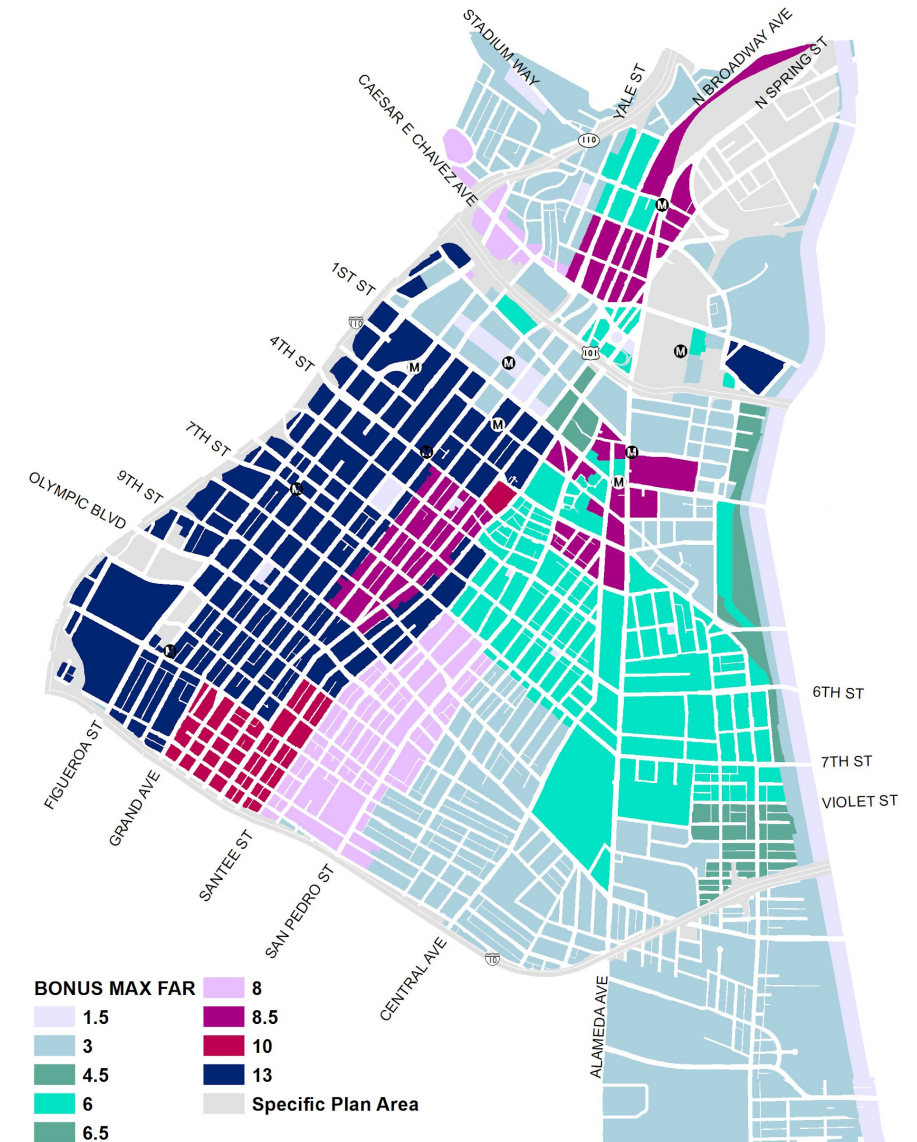 STADIUM WAY
CAESAR E CHAVEZ AVE
YALE ST
N BROADWAY AVE
N SPRING ST
110
M
1ST ST
110
4TH ST
101
M
M
M
M
7TH ST
M
M
M
M
9TH ST
OLYMPIC BLVD
M
6TH ST
7TH ST
VIOLET ST
FIGUEROA ST
GRAND AVE
SANTEE ST
SAN PEDRO ST
CENTRAL AVE
10
ALAMEDA AVE
BONUS MAX FAR
1.5
3
4.5
6
6.5
8
8.5
10
13
Specific Plan Area